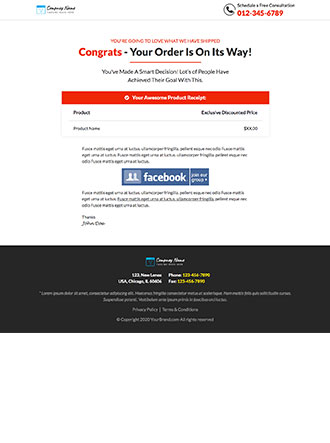 Company Name
Schedule a Free Consultation
012-345-6789
YOU'RE GOING TO LOVE WHAT WE HAVE SHIPPED
Congrats - Your Order Is On Its Way!
You've Made A Smart Decision! Lot's of People Have
Achieved Their Goal With This.
Your Awesome Product Receipt:
Product Exclusive Discounted Price
Product Name $XX.00
Fusce mattis eget urna at luctus. ullamcorper fringilla. pellent esque nec odio. Fusce mattis
eget urna at luctus. Fusce mattis eget urna at luctus. ullamcorper fringilla. pellent esque nec
odio. Fusce mattis eget urna at luctus.
facebook join our
group
Fusce mattis eget urna at luctus. ullamcorper fringilla. pellent esque nec odio. Fusce mattis
eget urna at luctus. Fusce mattis eget urna at luctus. ullamcorper fringilla. pellent esque nec
odio. Fusce mattis eget urna at luctus.
Thanks
John Doe
Company Name
123, New Lenox Phone: 123-456-7890
USA, Chicago, IL 60606 Fax: 123-456-7890
* Lorem ipsum dolor sit amet, consectetur adipiscing elit. Maecenas fringilla consectetur metus at scelerisque. Nam mattis felis quis sollicitudin iaculis.
Suspendisse potenti. Vestibulum ante ipsum primis in faucibus orci luctus.
Privacy Policy | Terms & Conditions
© Copyright 2020 YourBrand.com All rights reserved